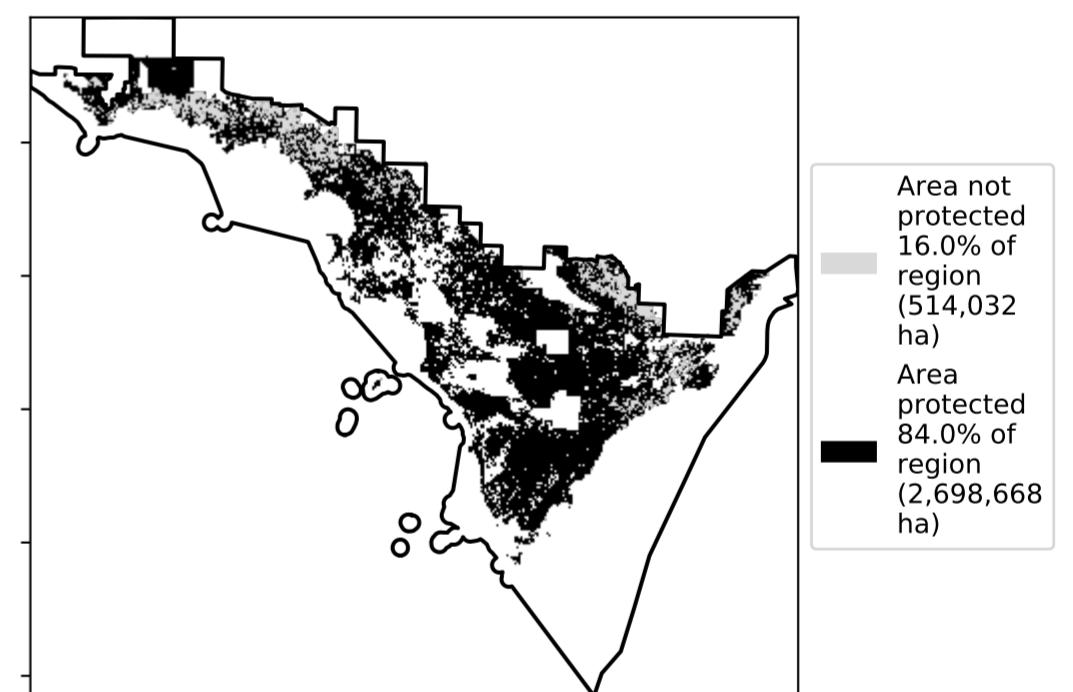 Area not
protected
16.0% of
region
(514,032
ha)
Area
protected
84.0% of
region
(2,698,668
ha)